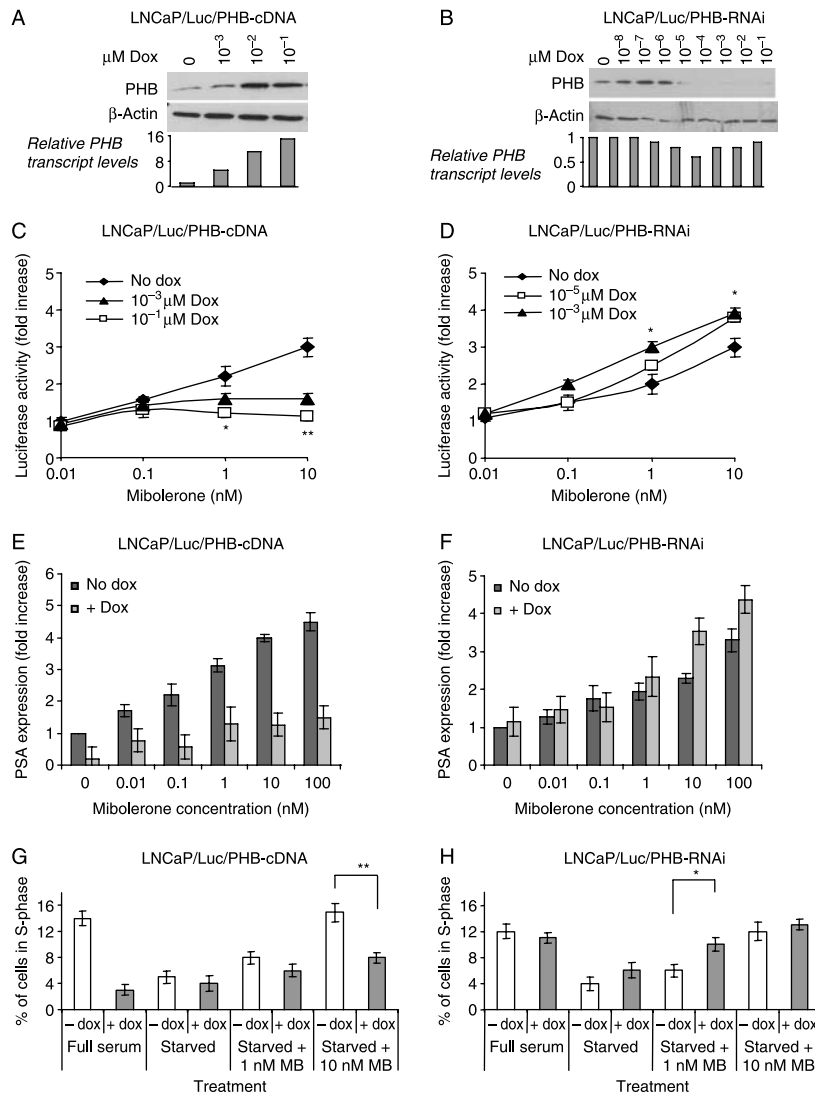 A
LNCaP/Luc/PHB-cDNA
μM Dox
0
10⁻³
10⁻²
10⁻¹
PHB
β-Actin
Relative PHB
transcript levels
16
8
0
B
LNCaP/Luc/PHB-RNAi
μM Dox
0
10⁻⁸
10⁻⁷
10⁻⁶
10⁻⁵
10⁻⁴
10⁻³
10⁻²
10⁻¹
PHB
β-Actin
Relative PHB
transcript levels
1
0.5
0
C
LNCaP/Luc/PHB-cDNA
Luciferase activity (fold increase)
5
4
3
2
1
0
No dox
10⁻³μM Dox
10⁻¹μM Dox
*
**
0.01 0.1 1 10
Mibolerone (nM)
D
LNCaP/Luc/PHB-RNAi
Luciferase activity (fold increase)
5
4
3
2
1
0
No dox
10⁻⁵μM Dox
10⁻³μM Dox
*
*
0.01 0.1 1 10
Mibolerone (nM)
E
LNCaP/Luc/PHB-cDNA
PSA expression (fold increase)
6
5
4
3
2
1
0
No dox
+ Dox
0 0.01 0.1 1 10 100
Mibolerone concentration (nM)
F
LNCaP/Luc/PHB-RNAi
PSA expression (fold increase)
5
4
3
2
1
0
No dox
+ Dox
0 0.01 0.1 1 10 100
Mibolerone concentration (nM)
G
LNCaP/Luc/PHB-cDNA
% of cells in S-phase
16
12
8
4
0
**
– dox + dox – dox + dox – dox + dox – dox + dox
Full serum Starved Starved + Starved +
1 nM MB 10 nM MB
Treatment
H
LNCaP/Luc/PHB-RNAi
% of cells in S-phase
16
12
8
4
0
*
– dox + dox – dox + dox – dox + dox – dox + dox
Full serum Starved Starved + Starved +
1 nM MB 10 nM MB
Treatment